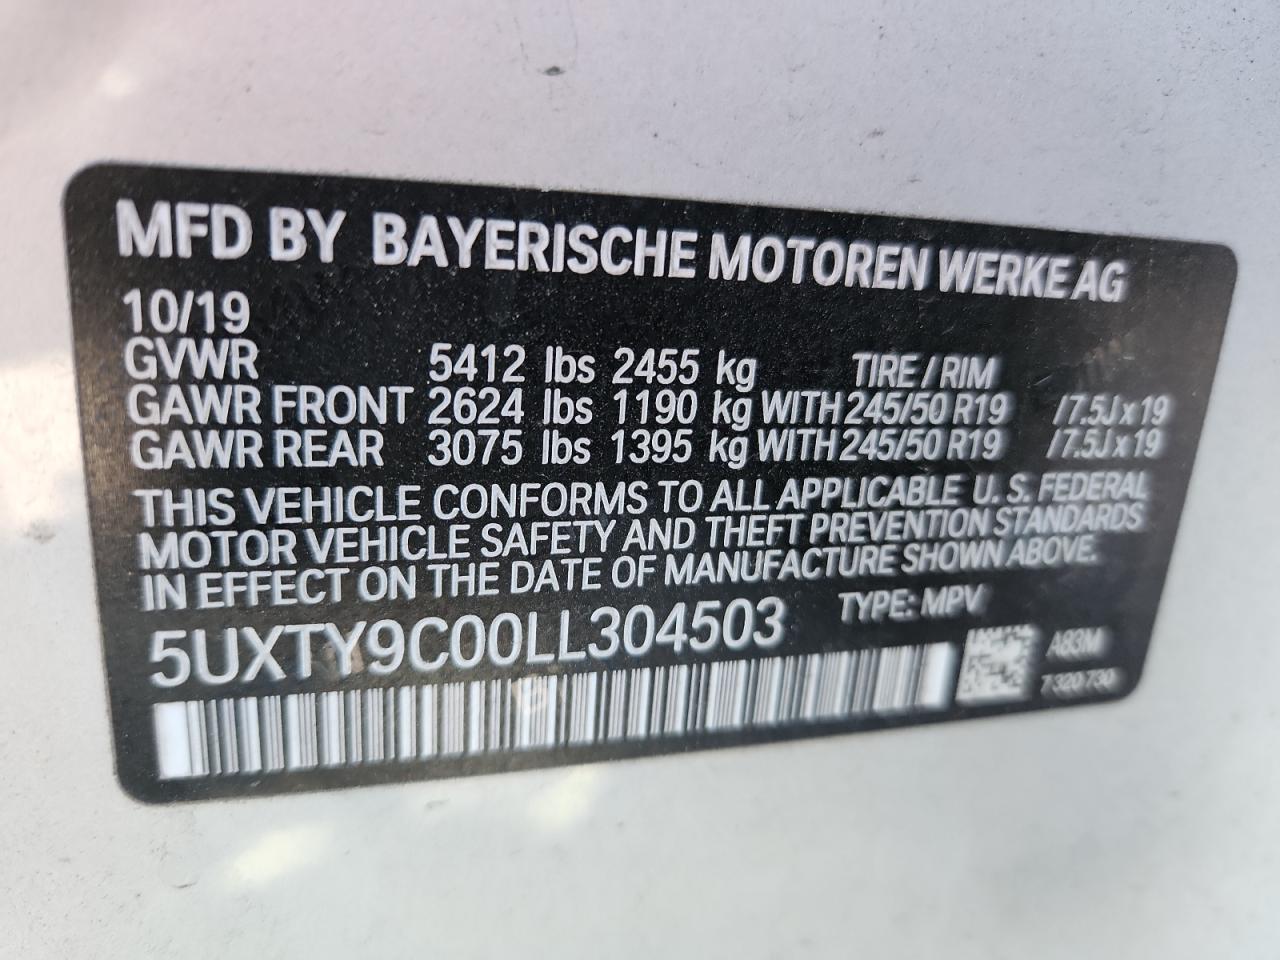 MFD BY BAYERISCHE MOTOREN WERKE AG
10/19
GVWR 5412 lbs 2455 kg TIRE / RIM
GAWR FRONT 2624 lbs 1190 kg WITH 245/50 R19 /7.5J x 19
GAWR REAR 3075 lbs 1395 kg WITH 245/50 R19 /7.5J x 19
THIS VEHICLE CONFORMS TO ALL APPLICABLE U. S. FEDERAL
MOTOR VEHICLE SAFETY AND THEFT PREVENTION STANDARDS
IN EFFECT ON THE DATE OF MANUFACTURE SHOWN ABOVE.
5UXTY9C00LL304503 TYPE: MPV
A83M
7 320 730